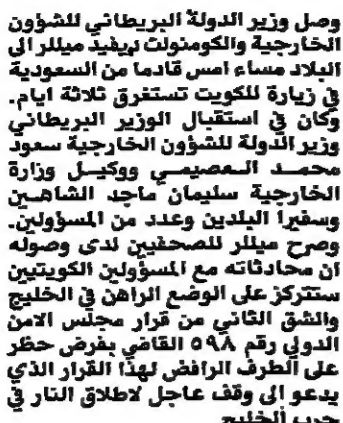 وصل وزير الدولة البريطاني للشؤون
الخارجية والكومنولث ديفيد ميللر الى
البلاد مساء امس قادما من السعودية
في زيارة للكويت تستغرق ثلاثة ايام.
وكان في استقبال الوزير البريطاني
وزير الدولة للشؤون الخارجية سعود
محمد العصيمي ووكيل وزارة
الخارجية سليمان ماجد الشاهين
وسفيرا البلدين وعدد من المسؤولين.
وصرح ميللر للصحفيين لدى وصوله
ان محادثاته مع المسؤولين الكويتيين
ستتركز على الوضع الراهن في الخليج
والشق الثاني من قرار مجلس الامن
الدولي رقم ٥٩٨ القاضي بفرض حظر
على الطرف الرافض لهذا القرار الذي
يدعو الى وقف عاجل لاطلاق النار في
حرب الخليج